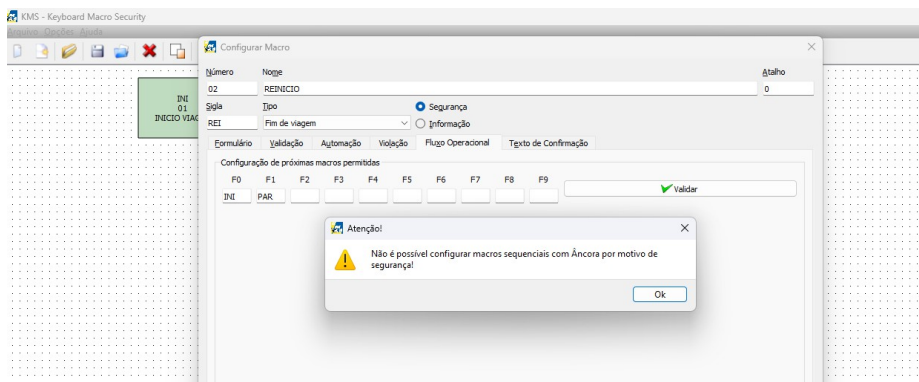 KMS - Keyboard Macro Security
Arquivo Opções Ajuda
Configurar Macro
Número Nome Atalho
02 REINICIO 0
Sigla Tipo Segurança
REI Fim de viagem Informação
Formulário Validação Automação Violação Fluxo Operacional Texto de Confirmação
Configuração de próximas macros permitidas
F0 F1 F2 F3 F4 F5 F6 F7 F8 F9
INI PAR Validar
INI
01
INICIO VIAG
Atenção!
Não é possível configurar macros sequenciais com Âncora por motivo de
segurança!
Ok